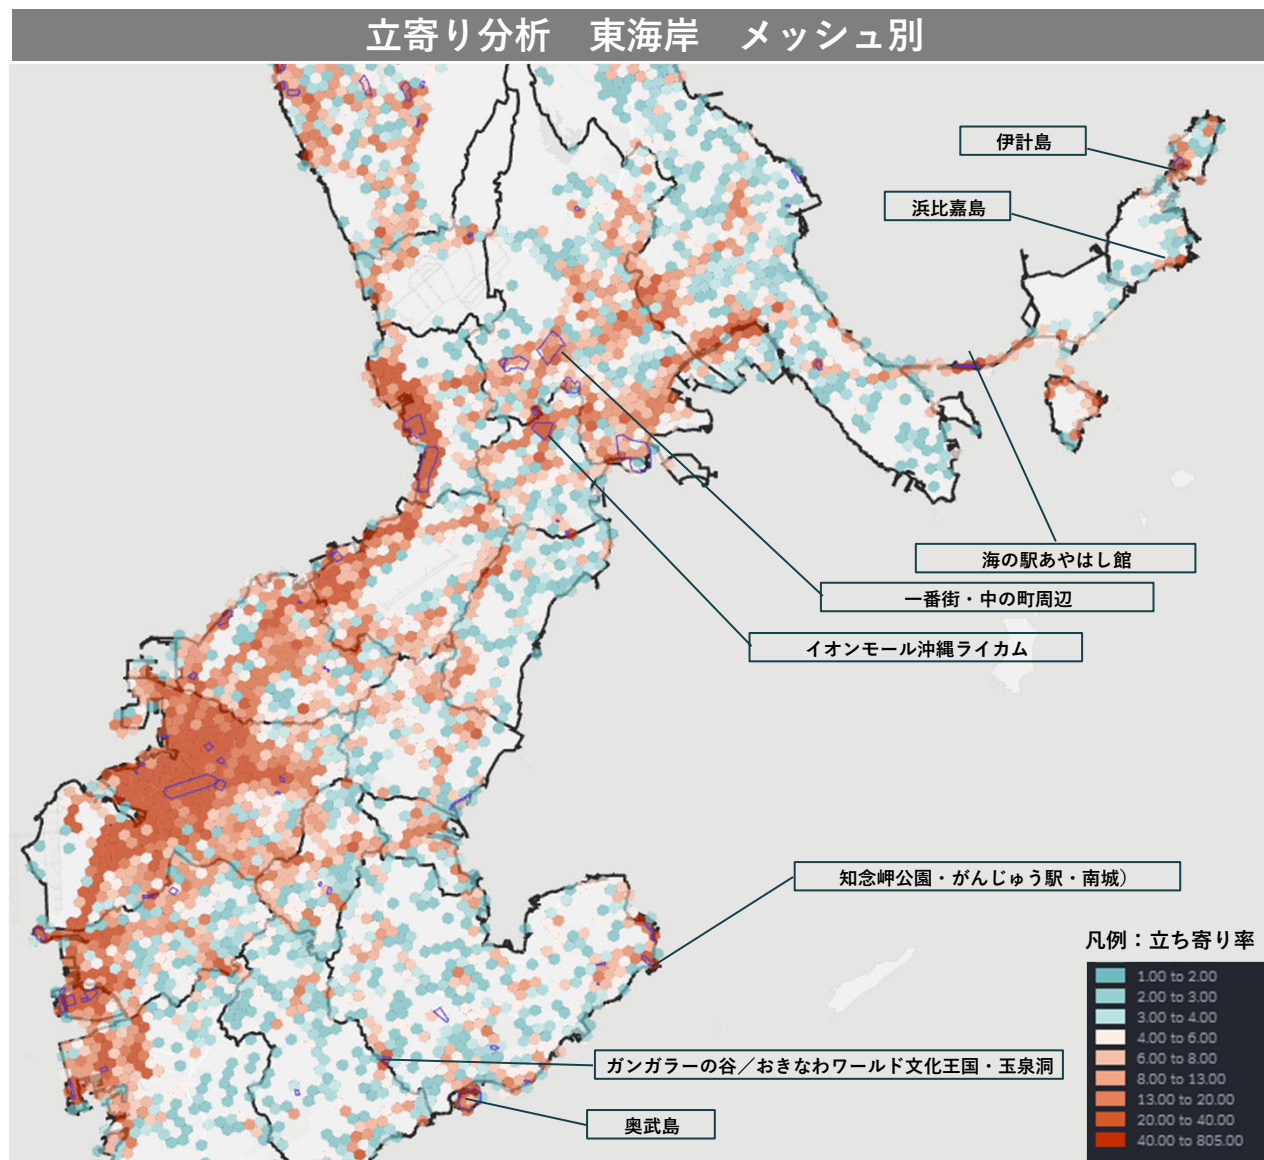 立寄り分析　東海岸　メッシュ別
伊計島
浜比嘉島
海の駅あやはし館
一番街・中の町周辺
イオンモール沖縄ライカム
知念岬公園・がんじゅう駅・南城）
凡例：立ち寄り率
1.00 to 2.00
2.00 to 3.00
3.00 to 4.00
4.00 to 6.00
6.00 to 8.00
8.00 to 13.00
13.00 to 20.00
20.00 to 40.00
40.00 to 805.00
ガンガラーの谷／おきなわワールド文化王国・玉泉洞
奥武島